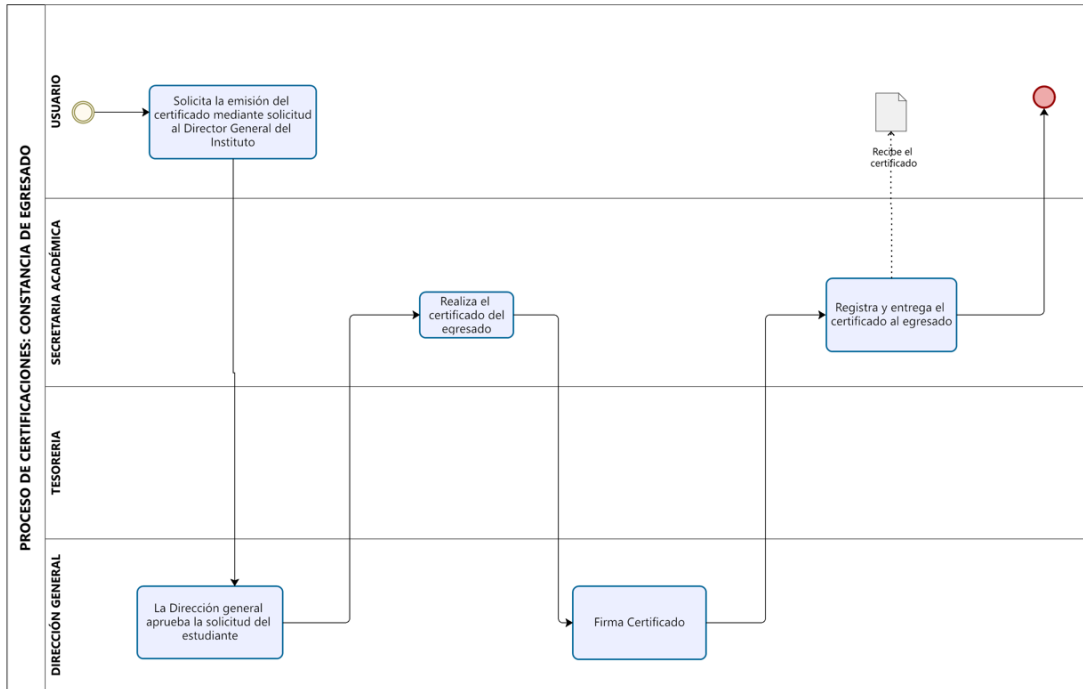 PROCESO DE CERTIFICACIONES: CONSTANCIA DE EGRESADO
USUARIO
Solicita la emisión del
certificado mediante solicitud
al Director General del
Instituto
Recibe el
certificado
SECRETARIA ACADÉMICA
Realiza el
certificado del
egresado
Registra y entrega el
certificado al egresado
TESORERIA
DIRECCIÓN GENERAL
La Dirección general
aprueba la solicitud del
estudiante
Firma Certificado